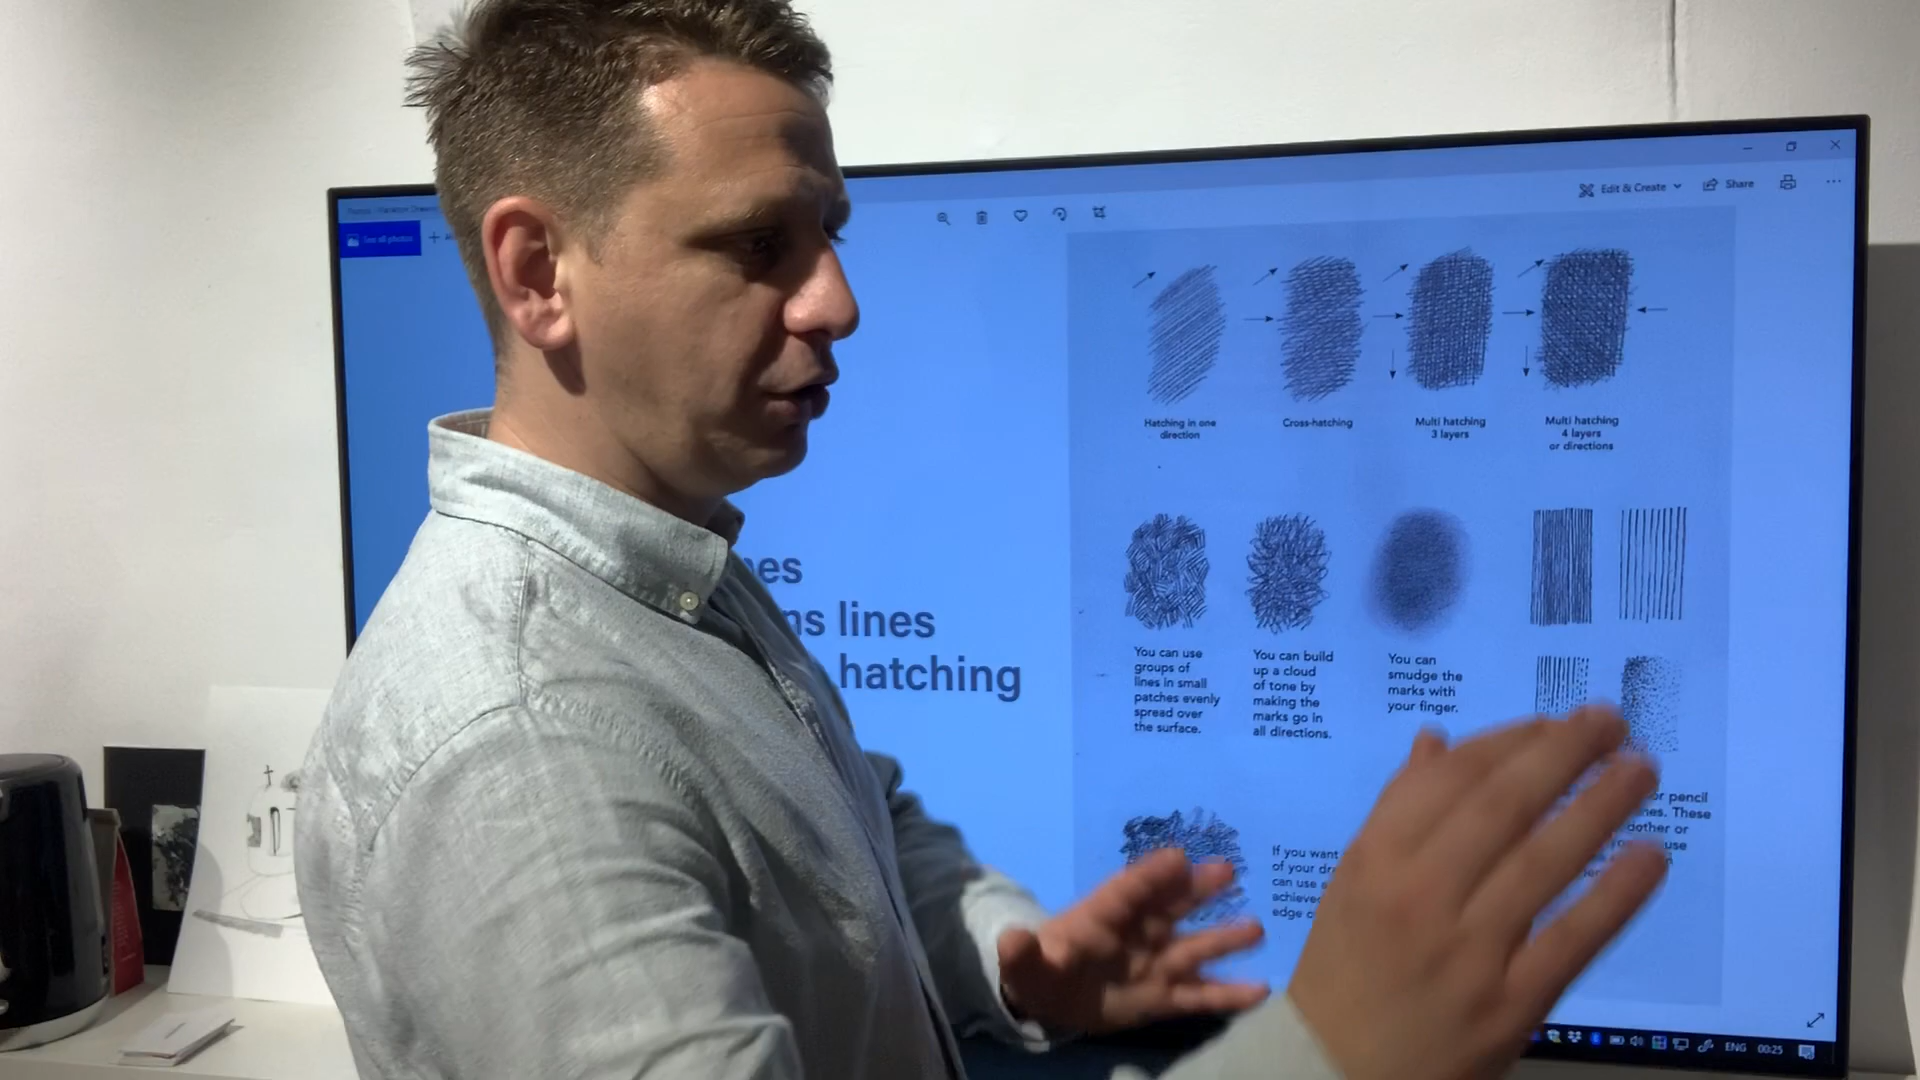 See all photos
Edit & Create
Share
Hatching in one
direction
Cross-hatching
Multi hatching
3 layers
Multi hatching
4 layers
or directions
nes
ns lines
hatching
You can use
groups of
lines in small
patches evenly
spread over
the surface.
You can build
up a cloud
of tone by
making the
marks go in
all directions.
You can
smudge the
marks with
your finger.
If you want
of your
can use
achieved
edge
or pencil
These
or
use
ENG
00:25